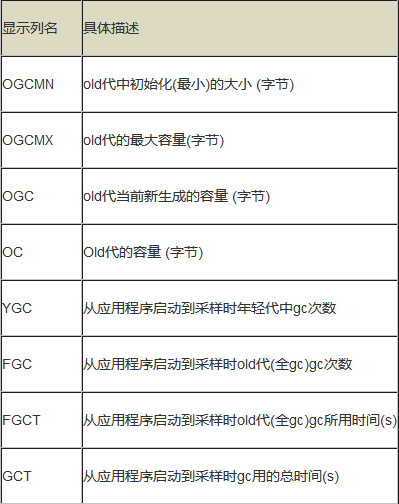 显示列名 具体描述
OGCMN old代中初始化(最小)的大小 (字节)
OGCMX old代的最大容量(字节)
OGC old代当前新生成的容量 (字节)
OC Old代的容量 (字节)
YGC 从应用程序启动到采样时年轻代中gc次数
FGC 从应用程序启动到采样时old代(全gc)gc次数
FGCT 从应用程序启动到采样时old代(全gc)gc所用时间(s)
GCT 从应用程序启动到采样时gc用的总时间(s)